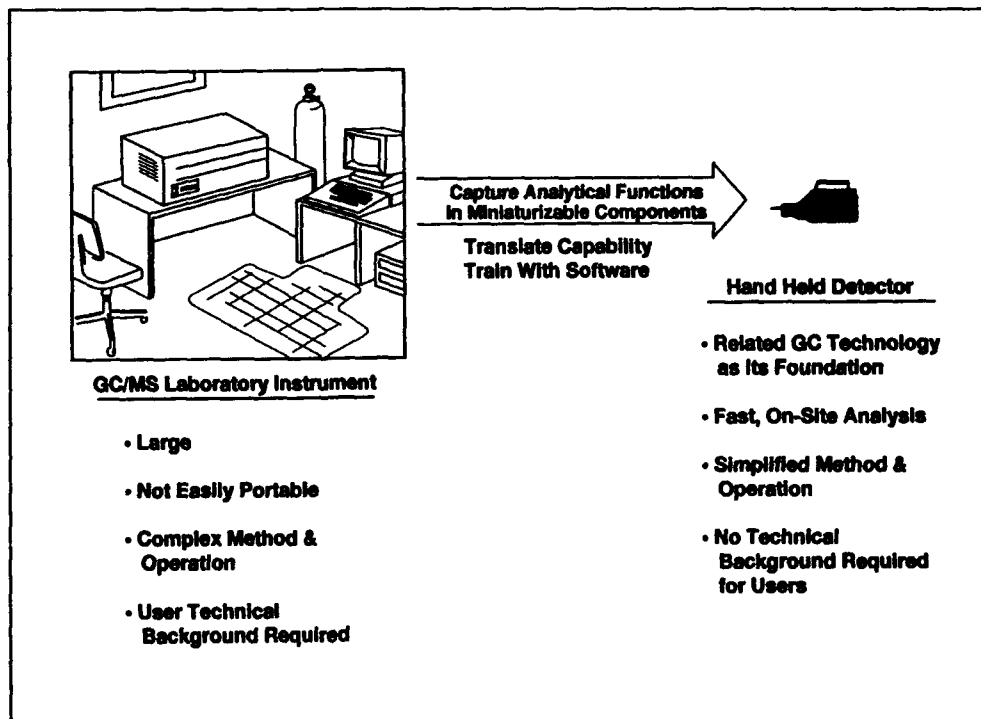 Capture Analytical Functions
in Miniaturizable Components
Translate Capability
Train With Software
GC/MS Laboratory Instrument
• Large
• Not Easily Portable
• Complex Method &
Operation
• User Technical
Background Required
Hand Held Detector
• Related GC Technology
as Its Foundation
• Fast, On-Site Analysis
• Simplified Method &
Operation
• No Technical
Background Required
for Users